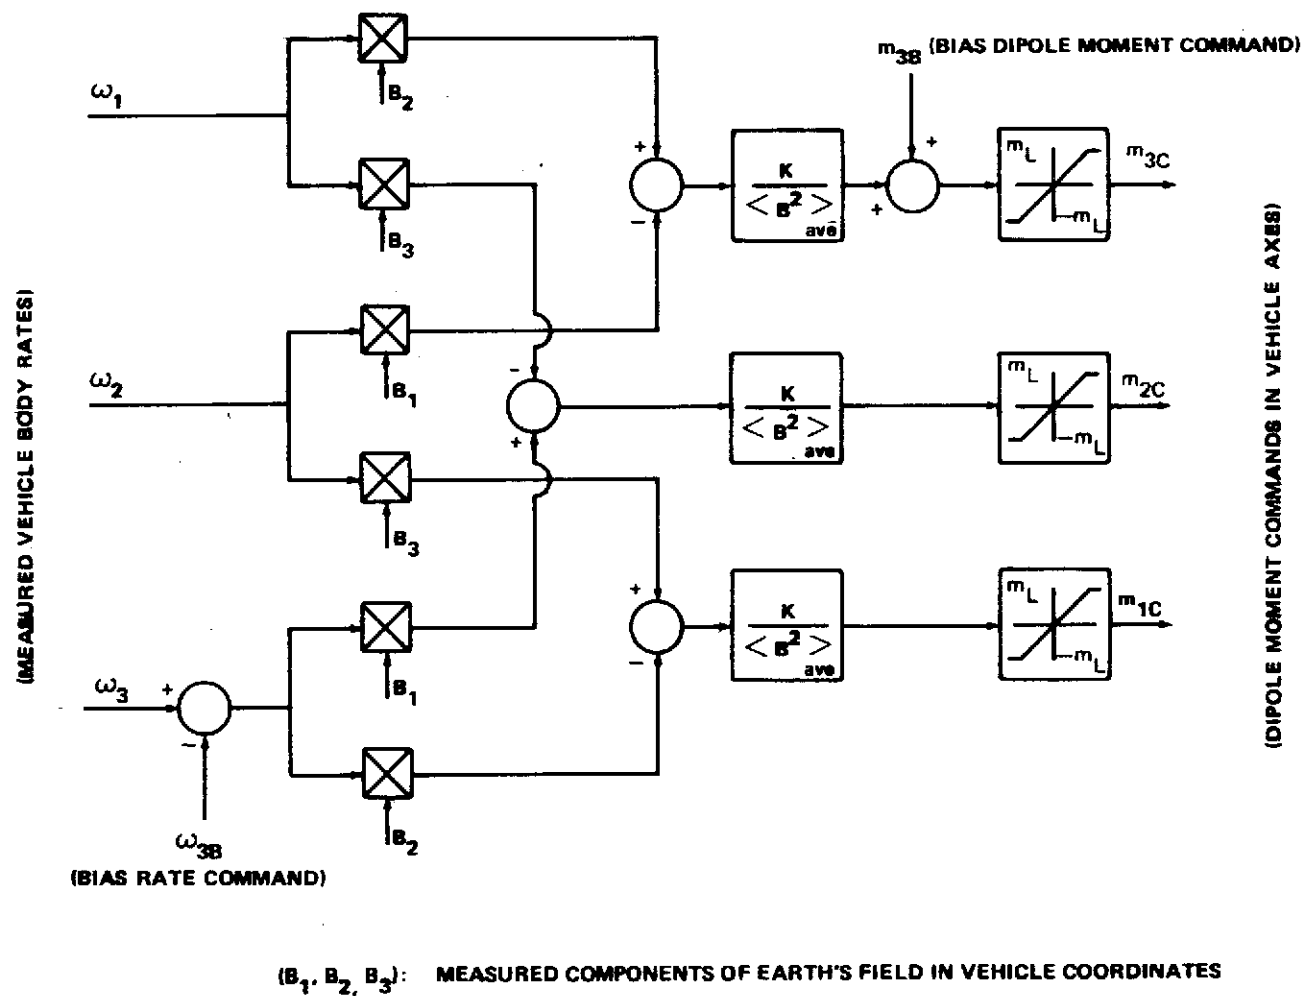 m3B (BIAS DIPOLE MOMENT COMMAND)
ω1
B2
+
+
mL
m3C
K
< B2 > ave
−
+
−mL
B3
(MEASURED VEHICLE BODY RATES)
(DIPOLE MOMENT COMMANDS IN VEHICLE AXES)
ω2
B1
−
mL
m2C
K
< B2 > ave
+
−mL
B3
+
mL
m1C
K
< B2 > ave
−
−mL
ω3
+
B1
−
B2
ω3B
(BIAS RATE COMMAND)
(B1, B2, B3): MEASURED COMPONENTS OF EARTH'S FIELD IN VEHICLE COORDINATES